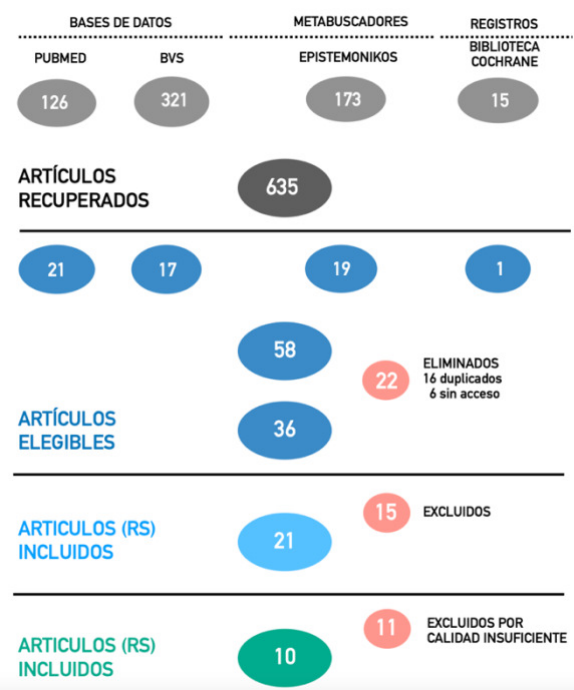 BASES DE DATOS
METABUSCADORES
REGISTROS
PUBMED
BVS
EPISTEMONIKOS
BIBLIOTECA
COCHRANE
126
321
173
15
ARTÍCULOS
RECUPERADOS
635
21
17
19
1
58
22
ELIMINADOS
16 duplicados
6 sin acceso
ARTÍCULOS
ELEGIBLES
36
15
EXCLUIDOS
ARTICULOS (RS)
INCLUIDOS
21
11
EXCLUIDOS POR
CALIDAD INSUFICIENTE
ARTICULOS (RS)
INCLUIDOS
10